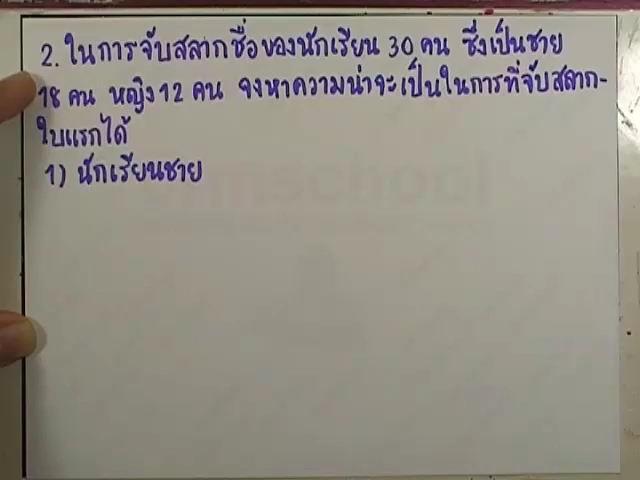 2. ในการจับสลากชื่อของนักเรียน 30 คน ซึ่งเป็นชาย
18 คน หญิง 12 คน จงหาความน่าจะเป็นในการที่จับสลาก-
ใบแรกได้
1) นักเรียนชาย